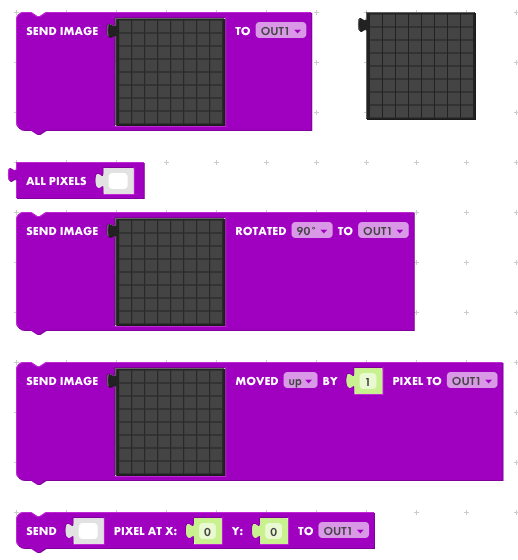 SEND IMAGE TO OUT1
ALL PIXELS
SEND IMAGE ROTATED 90° TO OUT1
SEND IMAGE MOVED up BY 1 PIXEL TO OUT1
SEND PIXEL AT X: 0 Y: 0 TO OUT1